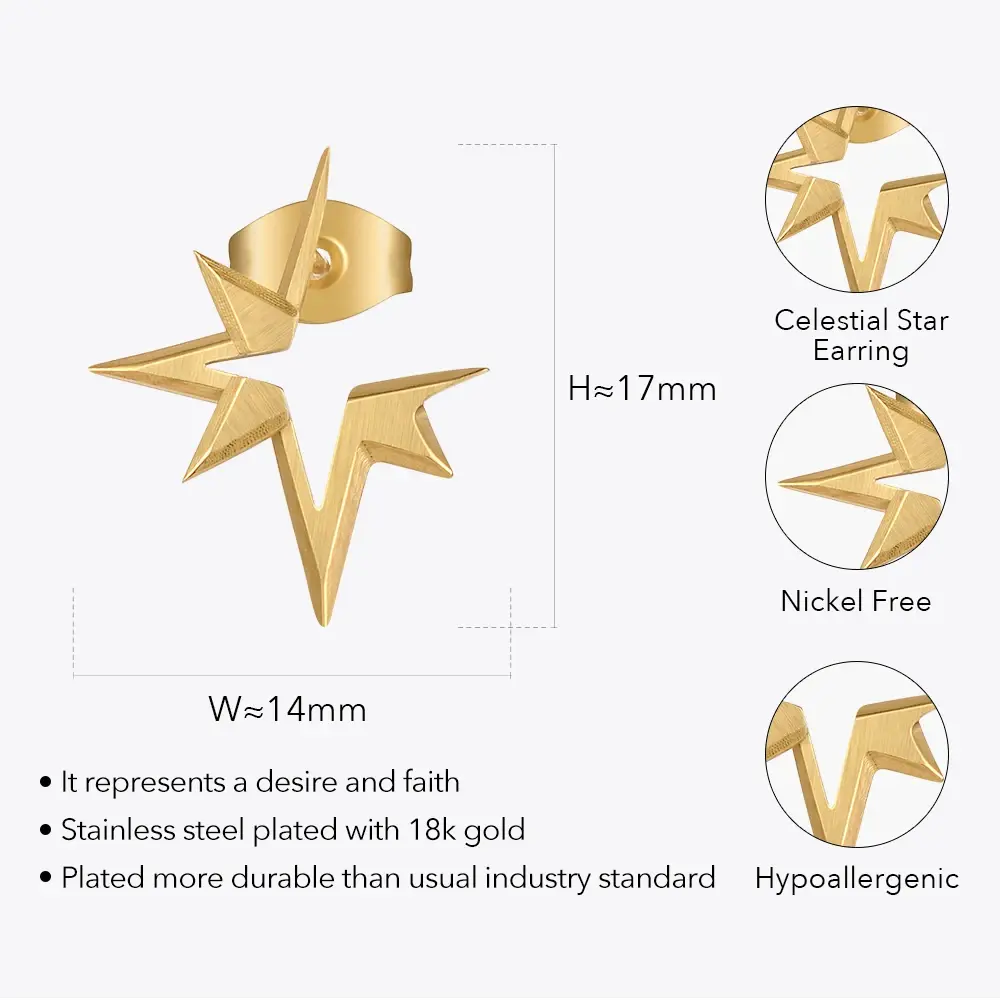 H≈17mm
W≈14mm
• It represents a desire and faith
• Stainless steel plated with 18k gold
• Plated more durable than usual industry standard
Celestial Star
Earring
Nickel Free
Hypoallergenic